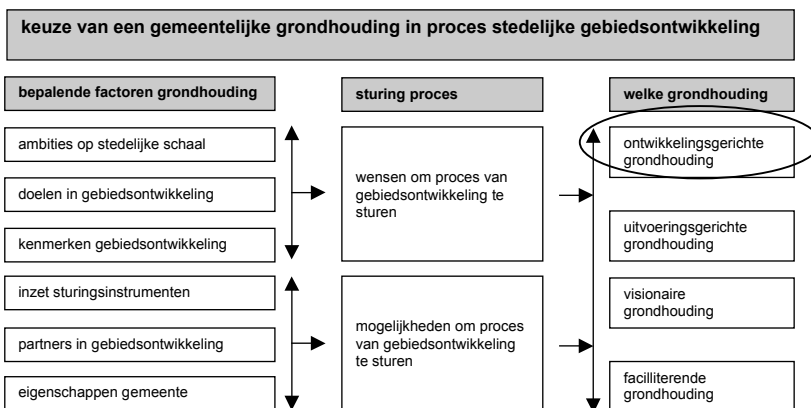 keuze van een gemeentelijke grondhouding in proces stedelijke gebiedsontwikkeling
bepalende factoren grondhouding
ambities op stedelijke schaal
doelen in gebiedsontwikkeling
kenmerken gebiedsontwikkeling
inzet sturingsinstrumenten
partners in gebiedsontwikkeling
eigenschappen gemeente
sturing proces
wensen om proces van
gebiedsontwikkeling te
sturen
mogelijkheden om proces
van gebiedsontwikkeling
te sturen
welke grondhouding
ontwikkelingsgerichte
grondhouding
uitvoeringsgerichte
grondhouding
visionaire
grondhouding
facilliterende
grondhouding